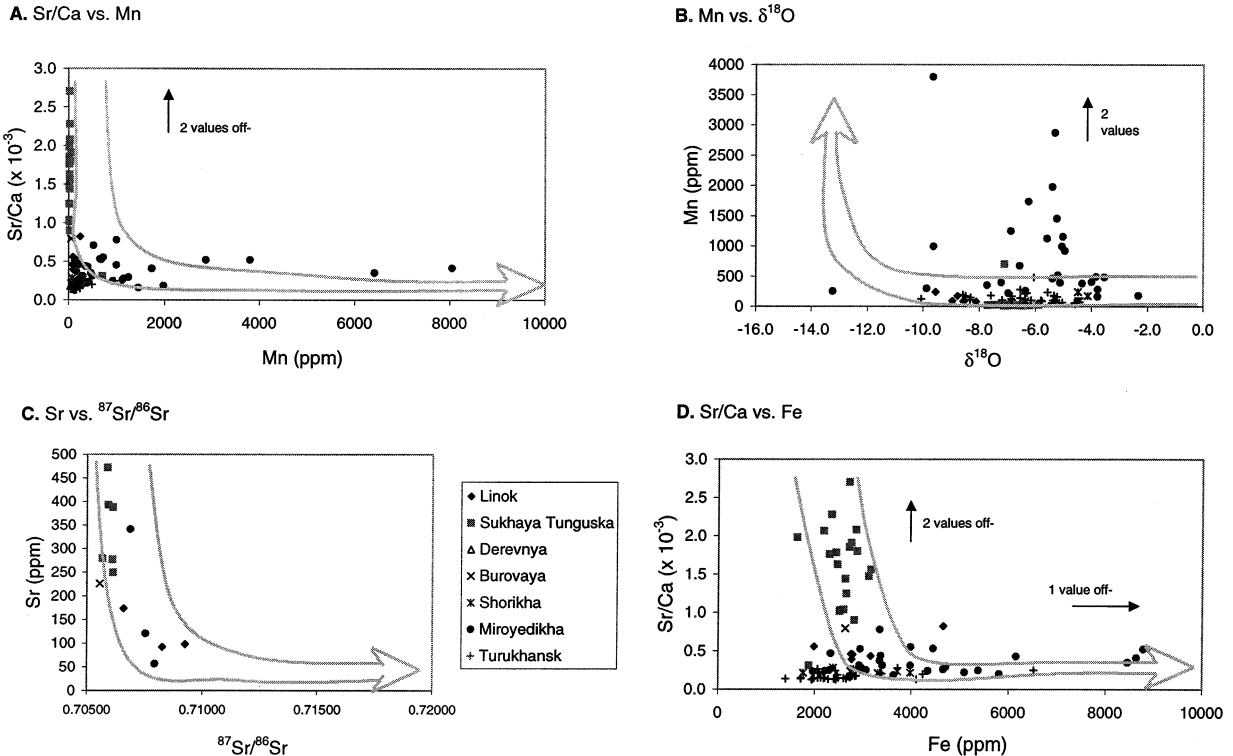 A. Sr/Ca vs. Mn
3.0
2.5
2.0
1.5
1.0
0.5
0.0
Sr/Ca (x 10⁻³)
2 values off-
0 2000 4000 6000 8000 10000
Mn (ppm)
B. Mn vs. δ¹⁸O
4000
3500
3000
2500
2000
1500
1000
500
0
Mn (ppm)
2
values
-16.0 -14.0 -12.0 -10.0 -8.0 -6.0 -4.0 -2.0 0.0
δ¹⁸O
C. Sr vs. ⁸⁷Sr/⁸⁶Sr
500
450
400
350
300
250
200
150
100
50
0
Sr (ppm)
0.70500 0.71000 0.71500 0.72000
⁸⁷Sr/⁸⁶Sr
Linok
Sukhaya Tunguska
Derevnya
Burovaya
Shorikha
Miroyedikha
Turukhansk
D. Sr/Ca vs. Fe
3.0
2.5
2.0
1.5
1.0
0.5
0.0
Sr/Ca (x 10⁻³)
2 values off-
1 value off-
0 2000 4000 6000 8000 10000
Fe (ppm)